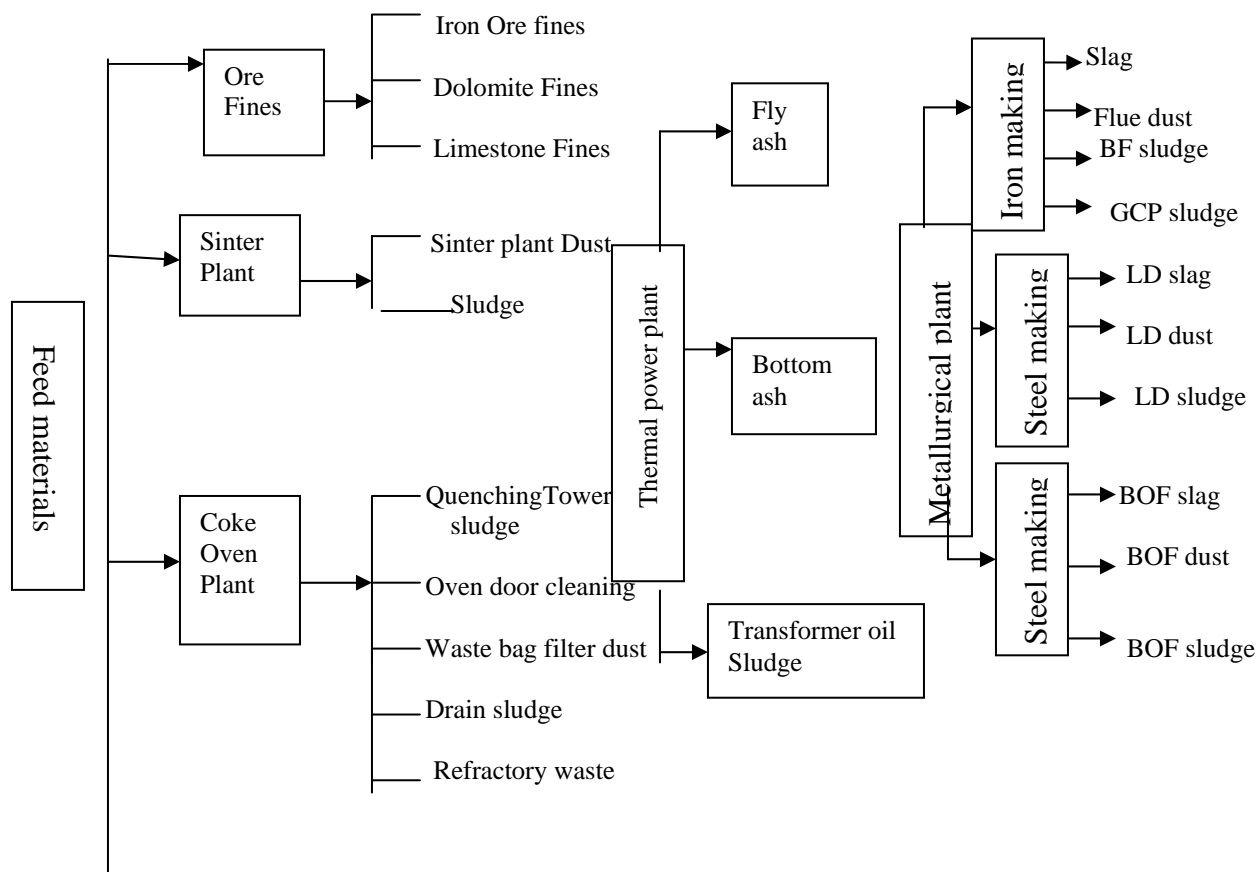 Feed materials
Ore
Fines
Iron Ore fines
Dolomite Fines
Limestone Fines
Sinter
Plant
Sinter plant Dust
Sludge
Coke
Oven
Plant
QuenchingTower
sludge
Oven door cleaning
Waste bag filter dust
Drain sludge
Refractory waste
Thermal power plant
Fly
ash
Bottom
ash
Transformer oil
Sludge
Metallurgical plant
Iron making
Slag
Flue dust
BF sludge
GCP sludge
Steel making
LD slag
LD dust
LD sludge
Steel making
BOF slag
BOF dust
BOF sludge